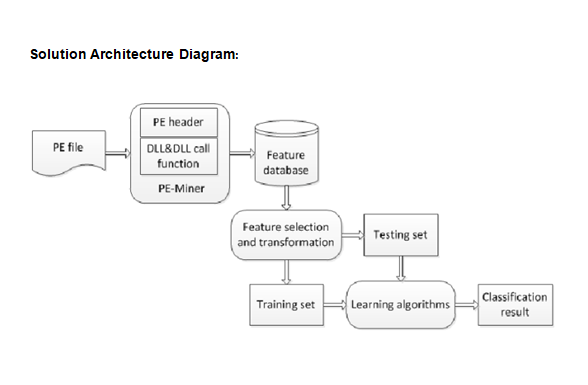 Solution Architecture Diagram:
PE header
PE file
DLL&DLL call
function
PE-Miner
Feature
database
Feature selection
and transformation
Testing set
Training set
Learning algorithms
Classification
result